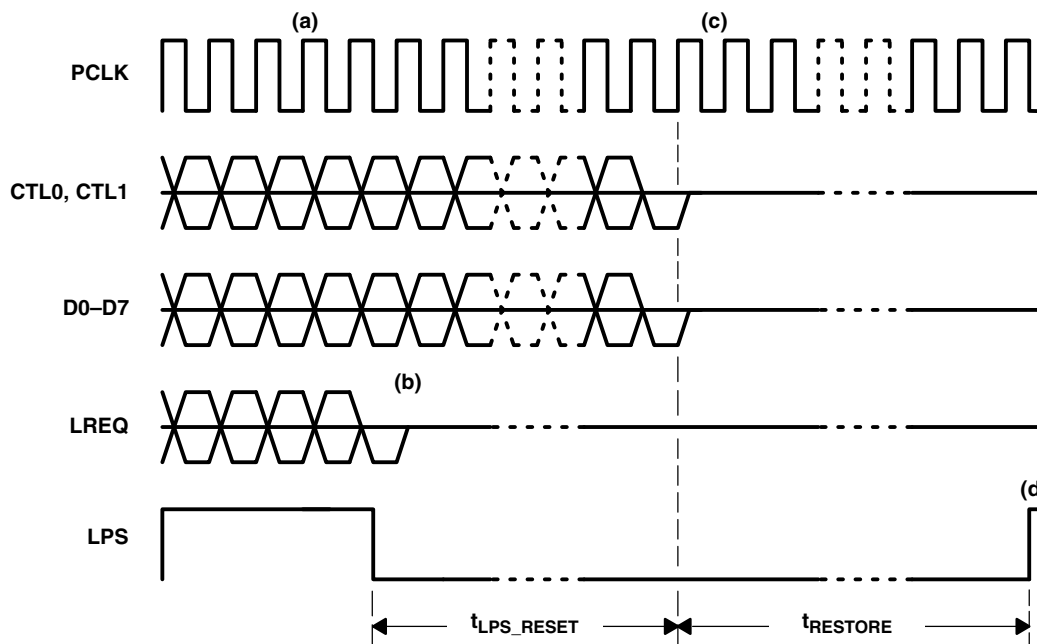 (a)
(c)
PCLK
CTL0, CTL1
D0–D7
(b)
LREQ
(d
LPS
tLPS_RESET
tRESTORE